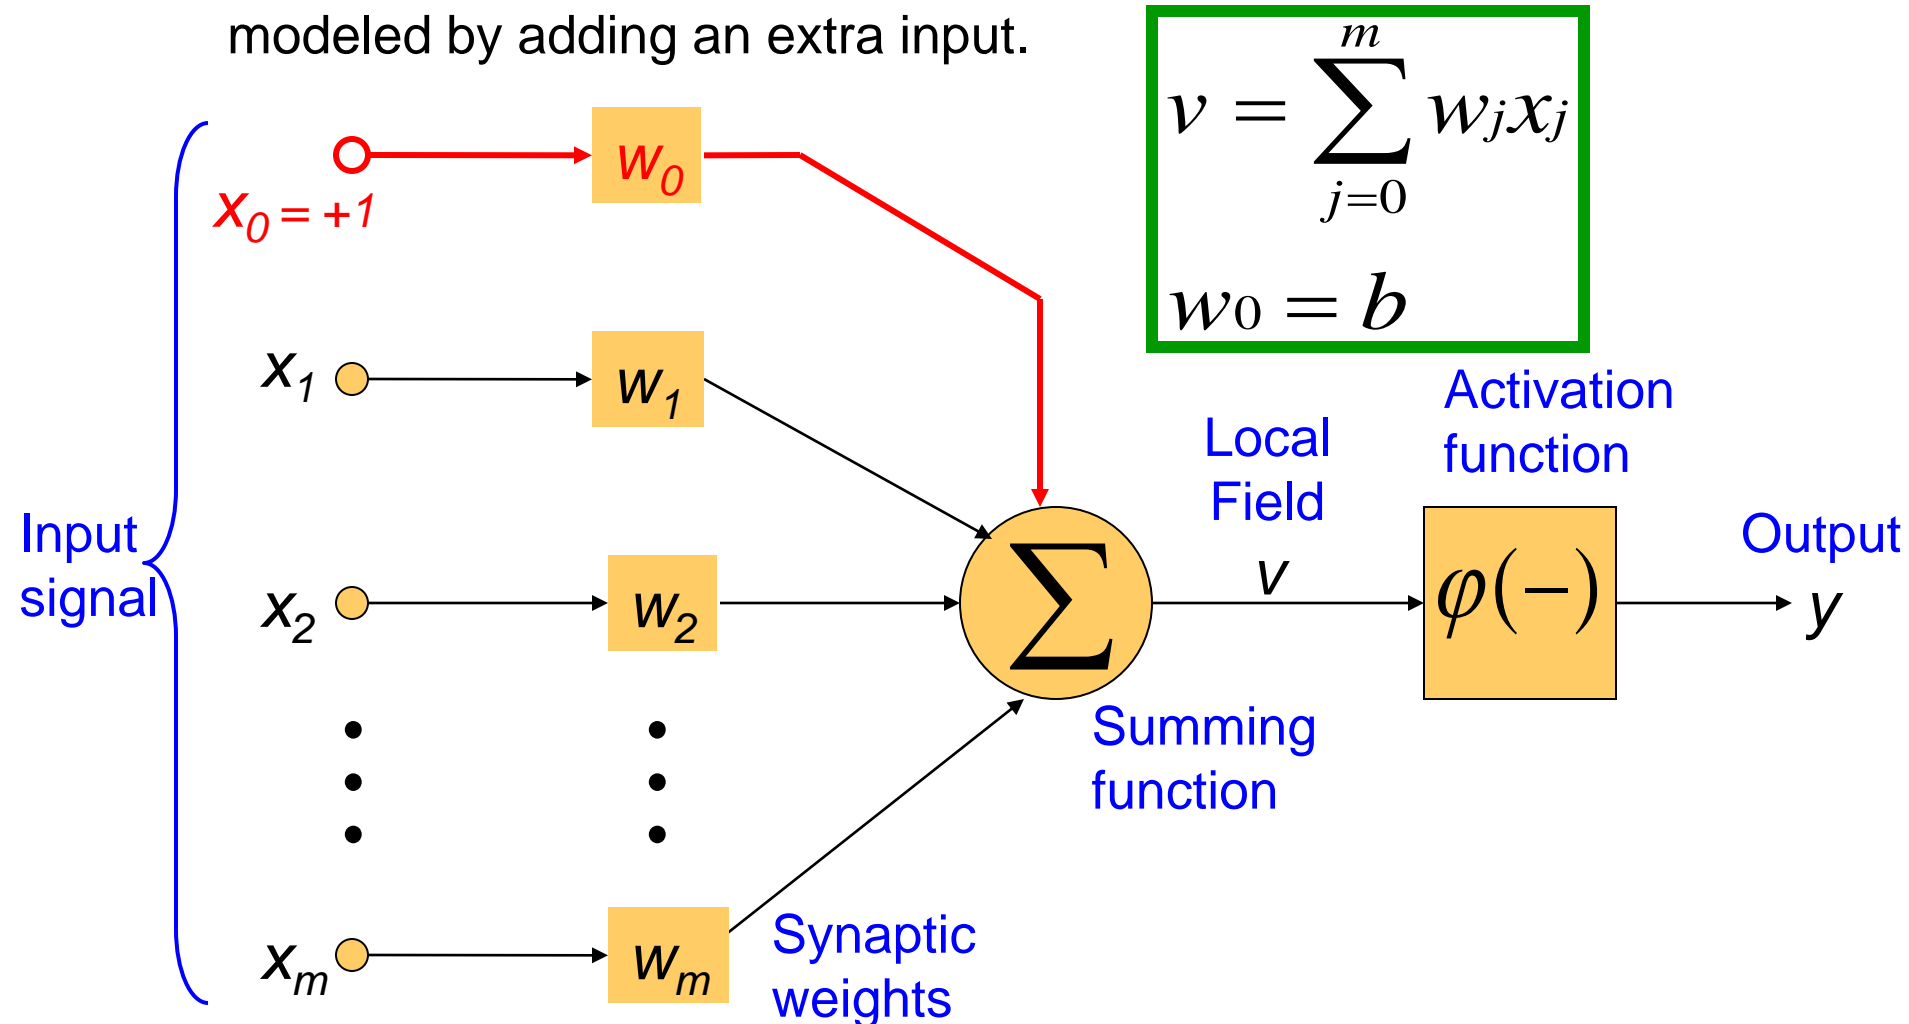 modeled by adding an extra input.
v = ∑_{j=0}^{m} w_j x_j
w_0 = b
x_0 = +1
w_0
x_1
w_1
Activation
function
Local
Field
Input
signal
x_2
w_2
∑
v
φ(−)
Output
y
Summing
function
x_m
w_m
Synaptic
weights